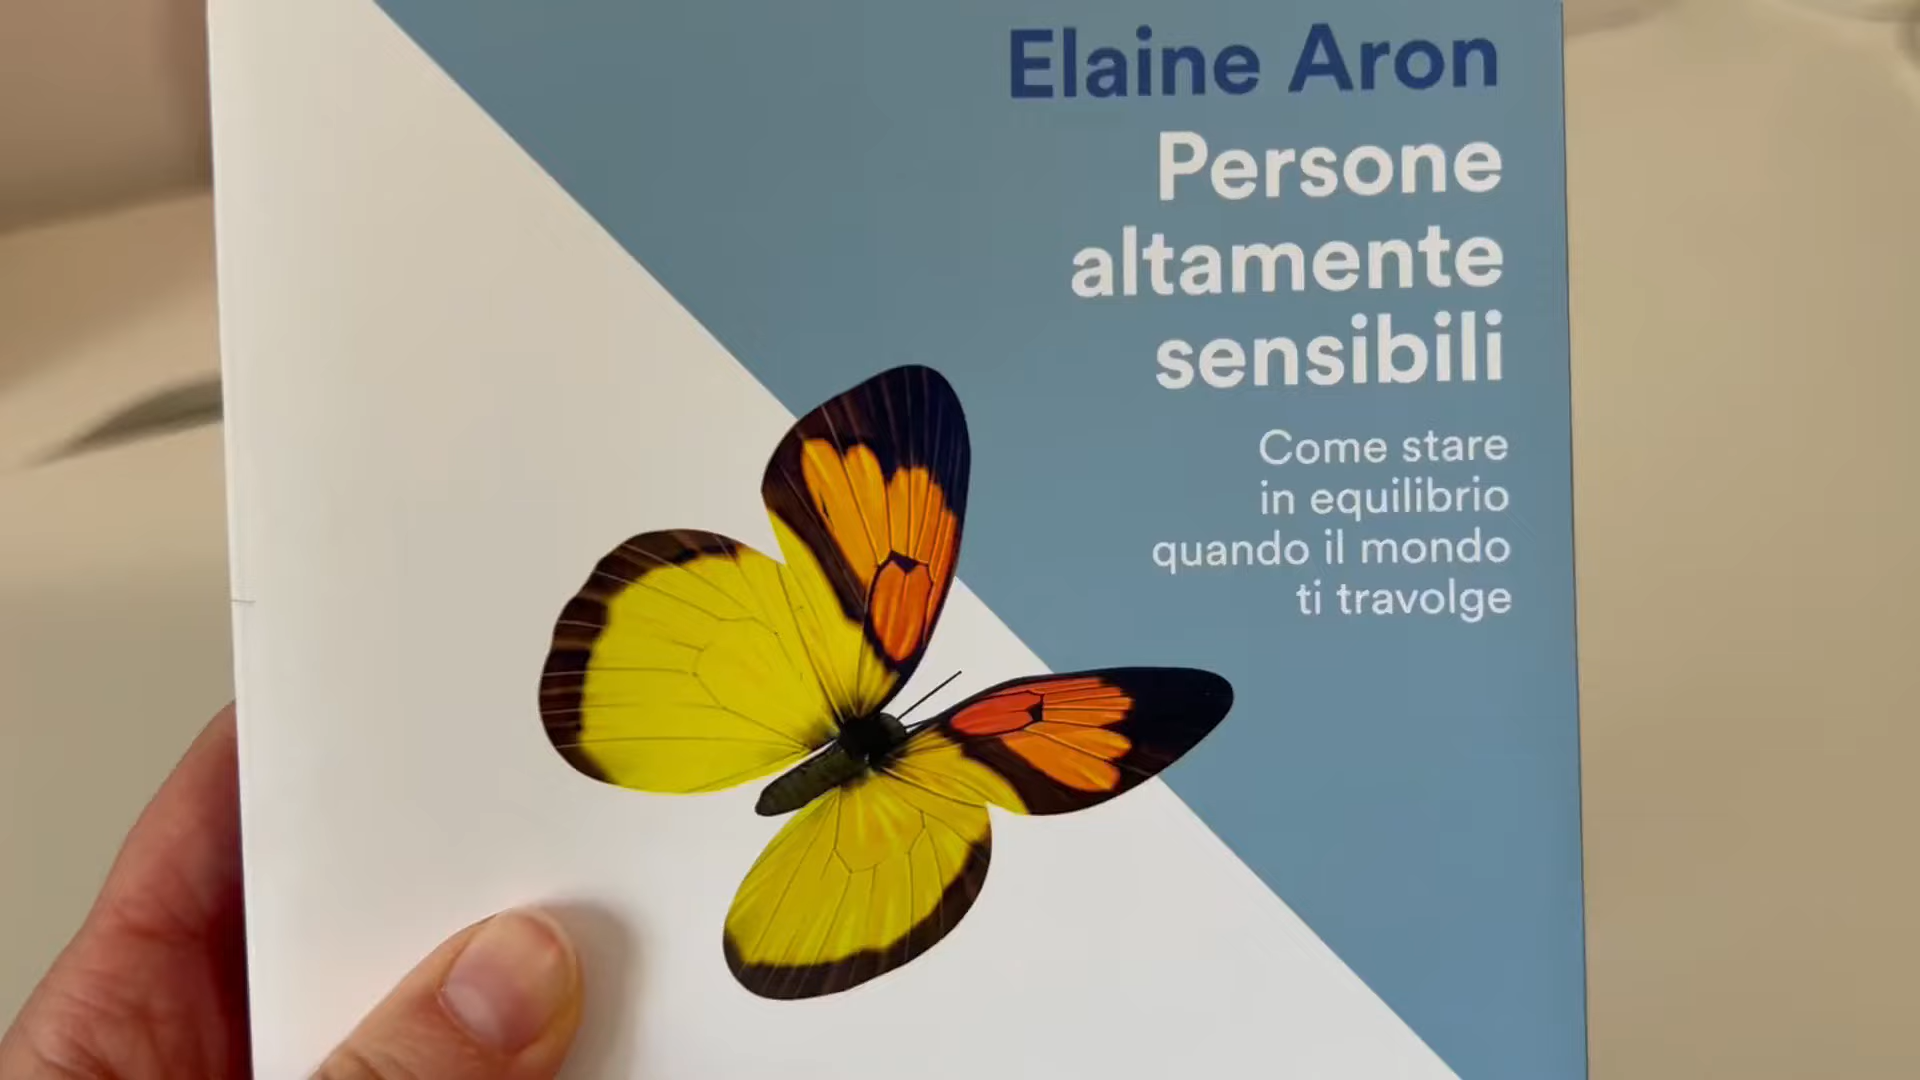 Elaine Aron
Persone
altamente
sensibili
Come stare
in equilibrio
quando il mondo
ti travolge